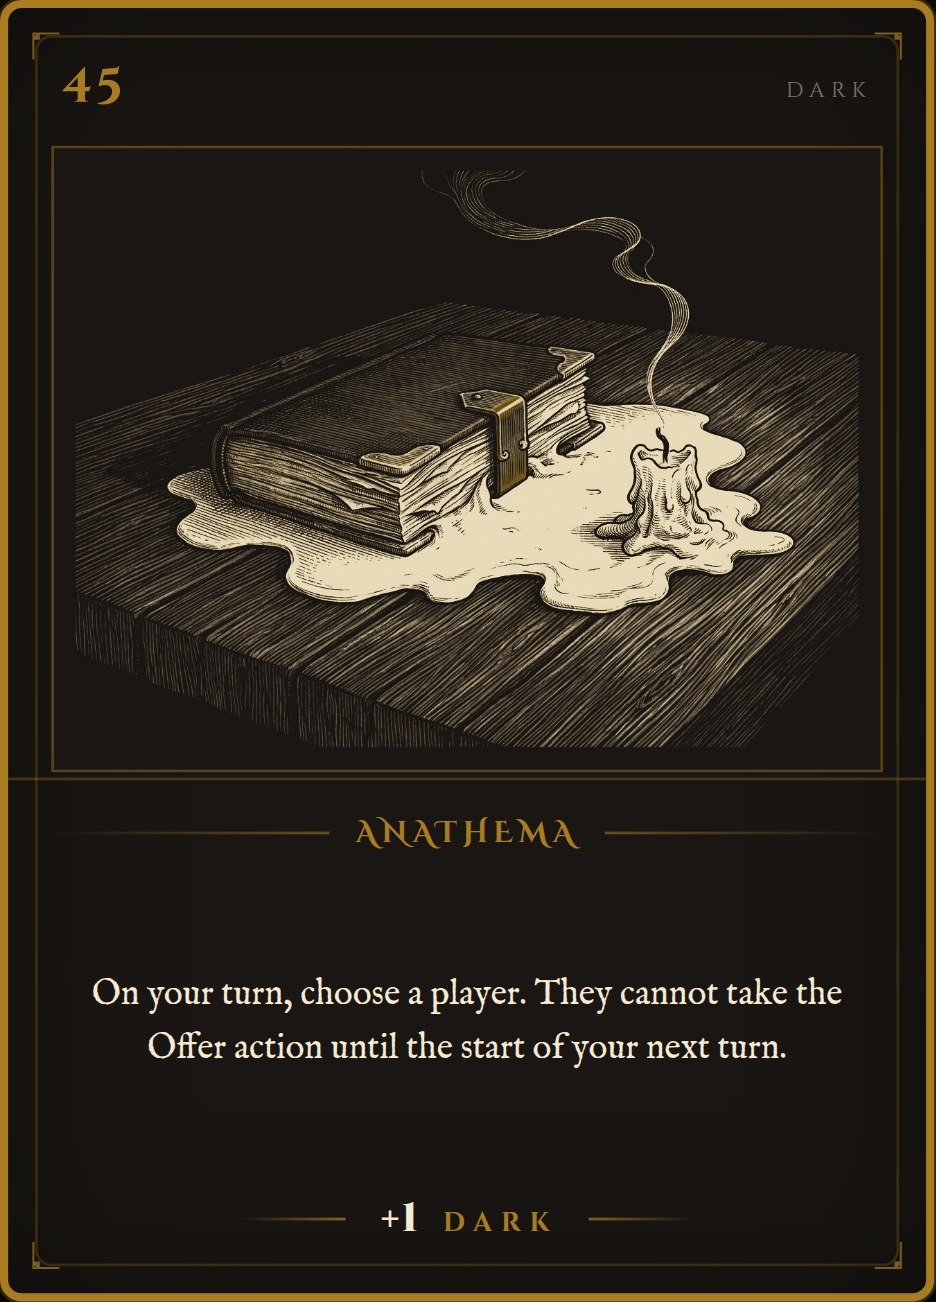 45
DARK
ANATHEMA
On your turn, choose a player. They cannot take the
Offer action until the start of your next turn.
+1 DARK